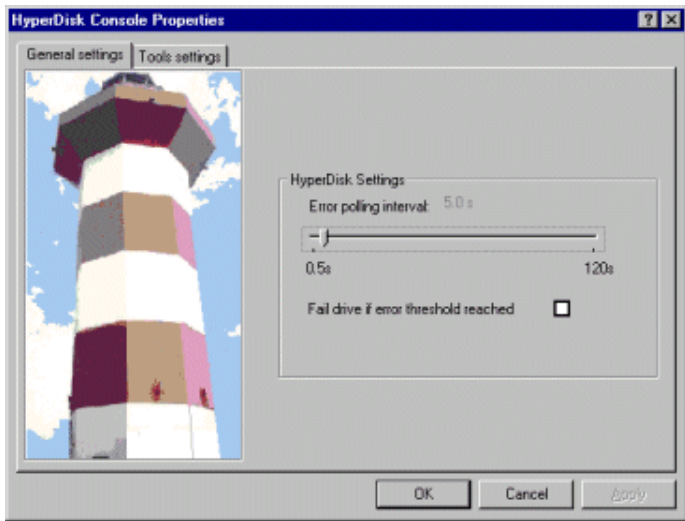 HyperDisk Console Properties
General settings
Tools settings
HyperDisk Settings
Error polling interval: 5.0 s
0.5s 120s
Fail drive if error threshold reached
OK Cancel Apply